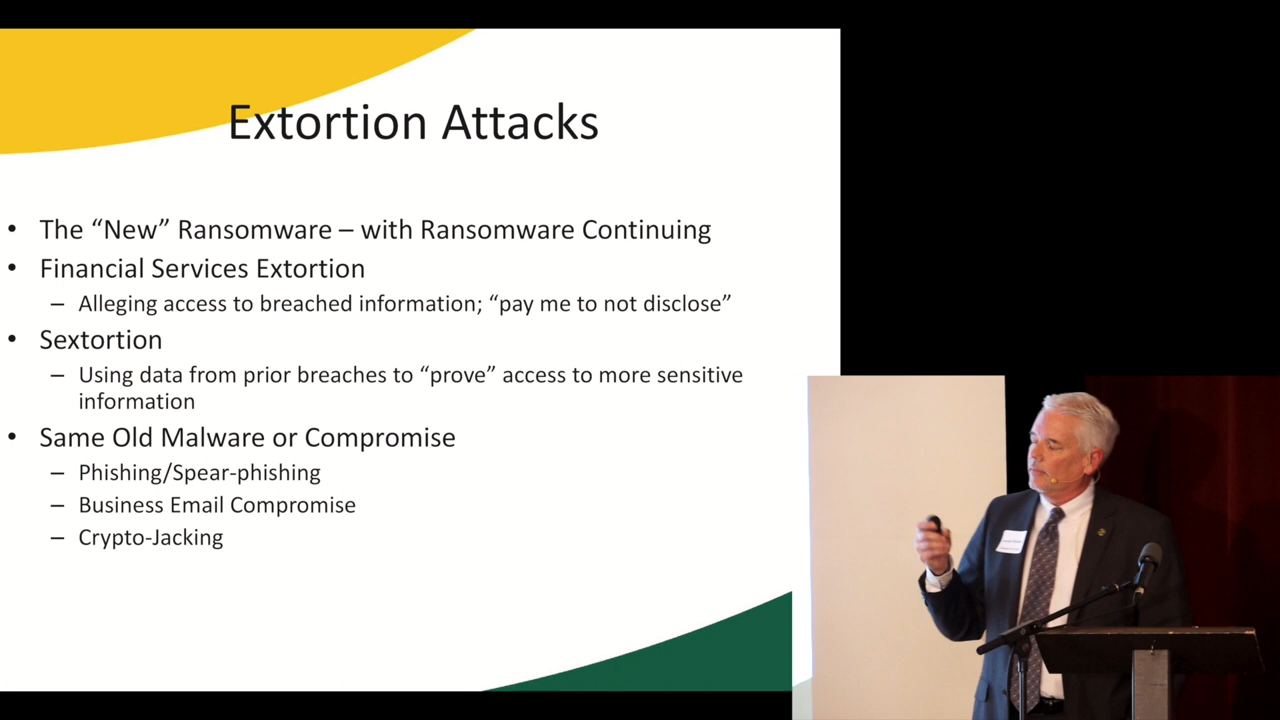 Extortion Attacks
• The “New” Ransomware – with Ransomware Continuing
• Financial Services Extortion
– Alleging access to breached information; “pay me to not disclose”
• Sextortion
– Using data from prior breaches to “prove” access to more sensitive
information
• Same Old Malware or Compromise
– Phishing/Spear-phishing
– Business Email Compromise
– Crypto-Jacking